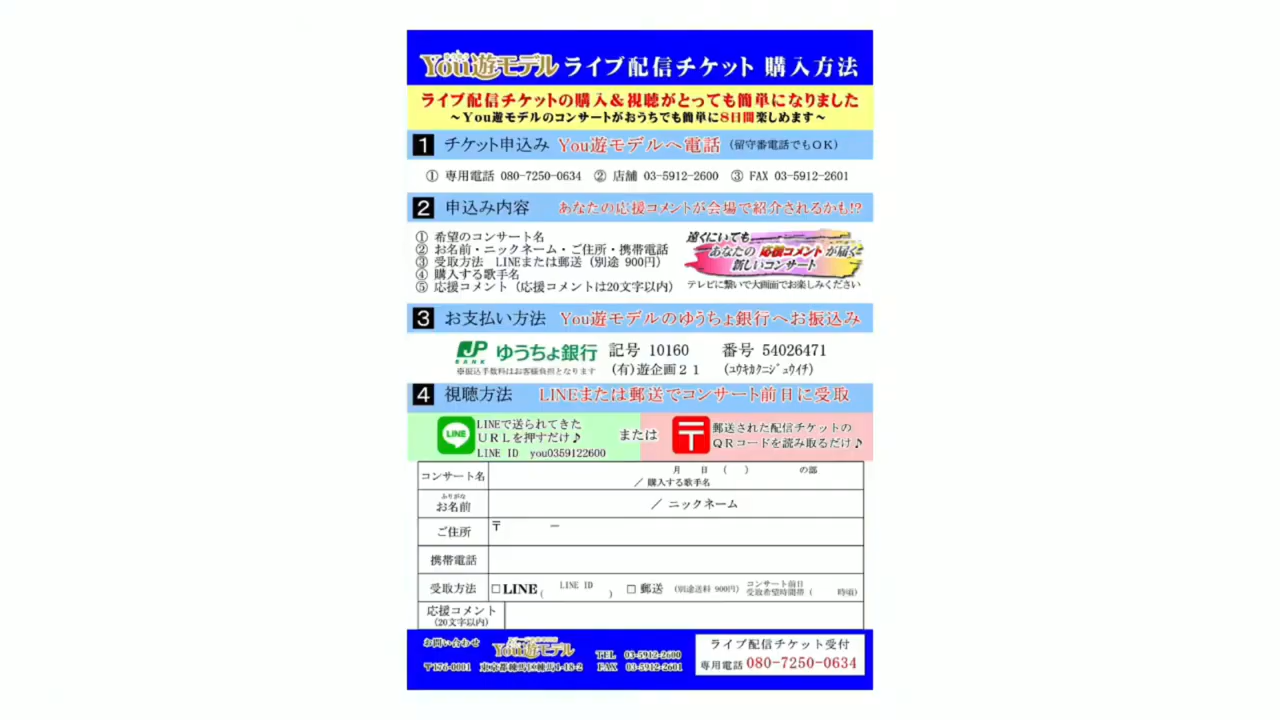 You遊モデル ライブ配信チケット 購入方法
ライブ配信チケットの購入&視聴がとっても簡単になりました
～You遊モデルのコンサートがおうちでも簡単に8日間楽しめます～
1 チケット申込み You遊モデルへ電話 (留守番電話でもOK)
① 専用電話 080-7250-0634 ② 店舗 03-5912-2600 ③ FAX 03-5912-2601
2 申込み内容 あなたの応援コメントが会場で紹介されるかも!?
① 希望のコンサート名
② お名前・ニックネーム・ご住所・携帯電話
③ 受取方法 LINEまたは郵送 (別途 900円)
④ 購入する歌手名
⑤ 応援コメント (応援コメントは20文字以内)
遠くにいても
あなたの 応援コメント が届く
新しいコンサート
テレビに繋いで大画面でお楽しみください
3 お支払い方法 You遊モデルのゆうちょ銀行へお振込み
JP BANK ゆうちょ銀行 記号 10160 番号 54026471
※振込手数料はお客様負担となります (有)遊企画21 (ユウキカクニジュウイチ)
4 視聴方法 LINEまたは郵送でコンサート前日に受取
LINE
LINEで送られてきた
URLを押すだけ♪
LINE ID you0359122600
または
〒
郵送された配信チケットの
QRコードを読み取るだけ♪
コンサート名 月 日 ( ) の部
／購入する歌手名
ふりがな
お名前 ／ ニックネーム
ご住所 〒 －
携帯電話
受取方法 □LINE( LINE ID ) □ 郵送 (別途送料 900円) コンサート前日
受取希望時間帯 ( 時頃)
応援コメント
(20文字以内)
お問い合わせ You遊モデル TEL 03-5912-2600
〒176-0001 東京都練馬区練馬1-18-2 FAX 03-5912-2601
ライブ配信チケット受付
専用電話 080-7250-0634